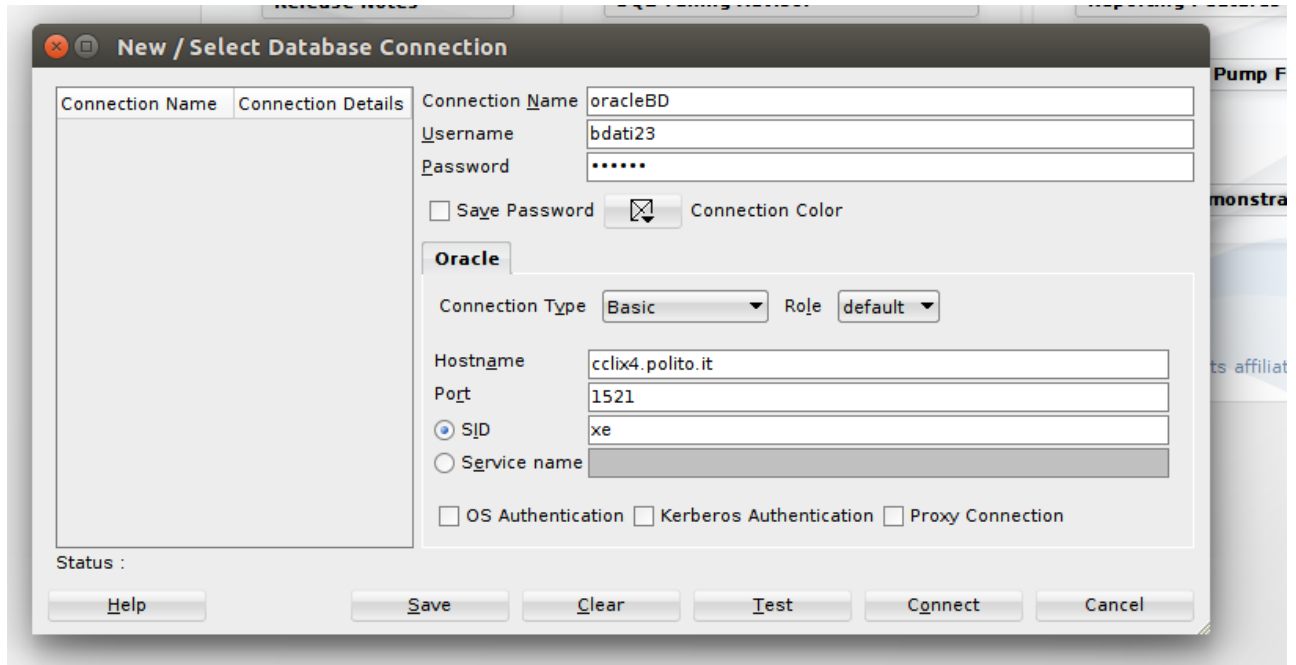 New / Select Database Connection
Pump F
Connection Name Connection Details
Connection Name oracleBD
Username bdati23
Password ••••••
Save Password Connection Color
Oracle
Connection Type Basic Role default
Hostname cclix4.polito.it
ts affiliat
Port 1521
SID xe
Service name
OS Authentication Kerberos Authentication Proxy Connection
Status :
Help Save Clear Test Connect Cancel